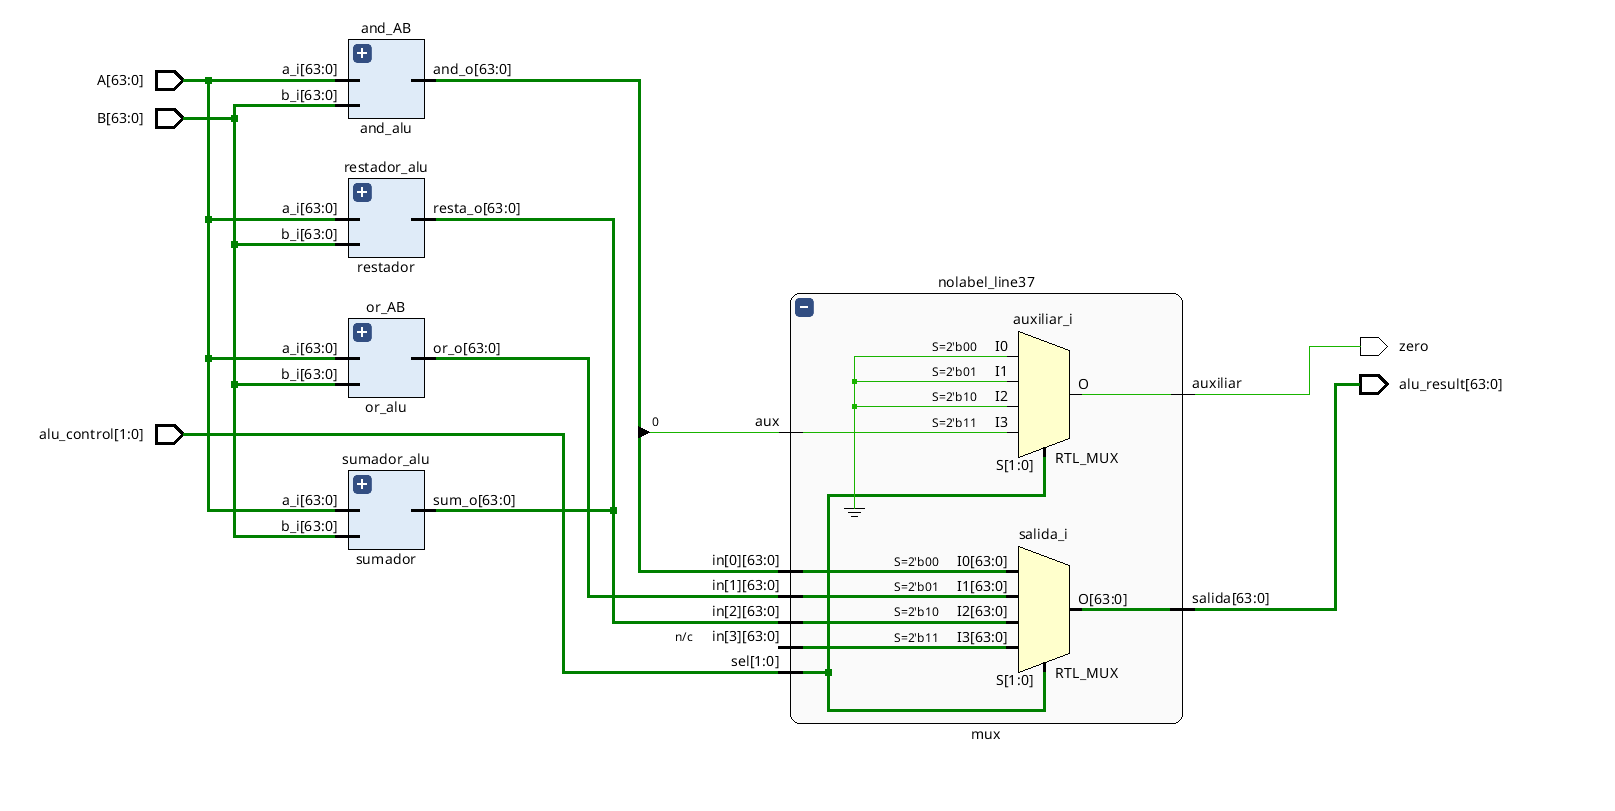 and_AB
A[63:0]
a_i[63:0]
and_o[63:0]
b_i[63:0]
B[63:0]
and_alu
restador_alu
a_i[63:0]
resta_o[63:0]
b_i[63:0]
restador
or_AB
a_i[63:0]
or_o[63:0]
b_i[63:0]
or_alu
alu_control[1:0]
sumador_alu
a_i[63:0]
sum_o[63:0]
b_i[63:0]
sumador
nolabel_line37
auxiliar_i
S=2'b00 I0
S=2'b01 I1
S=2'b10 I2
S=2'b11 I3
O
auxiliar
zero
alu_result[63:0]
0
aux
S[1:0]
RTL_MUX
salida_i
in[0][63:0]
S=2'b00 I0[63:0]
in[1][63:0]
S=2'b01 I1[63:0]
in[2][63:0]
S=2'b10 I2[63:0]
n/c in[3][63:0]
S=2'b11 I3[63:0]
O[63:0]
salida[63:0]
sel[1:0]
S[1:0]
RTL_MUX
mux